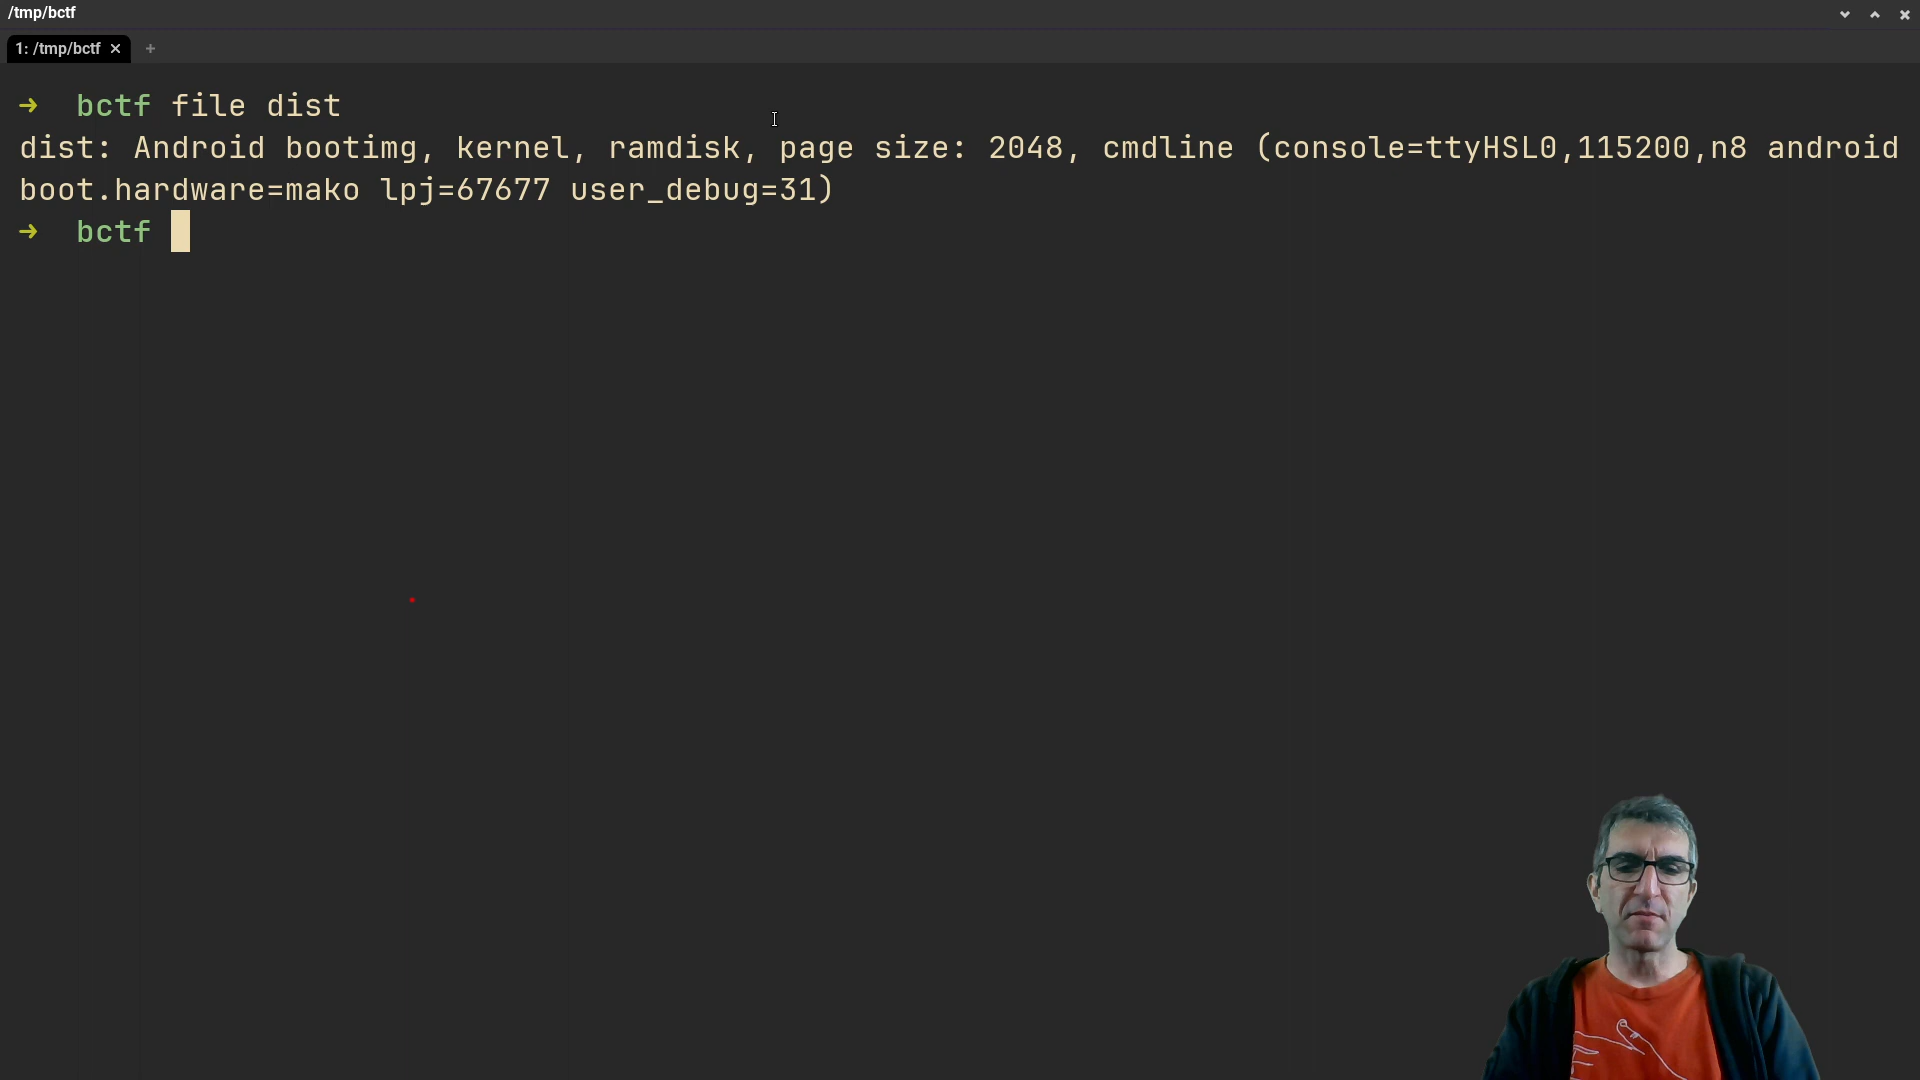 /tmp/bctf
1: /tmp/bctf × +
➜ bctf file dist
dist: Android bootimg, kernel, ramdisk, page size: 2048, cmdline (console=ttyHSL0,115200,n8 android
boot.hardware=mako lpj=67677 user_debug=31)
➜ bctf